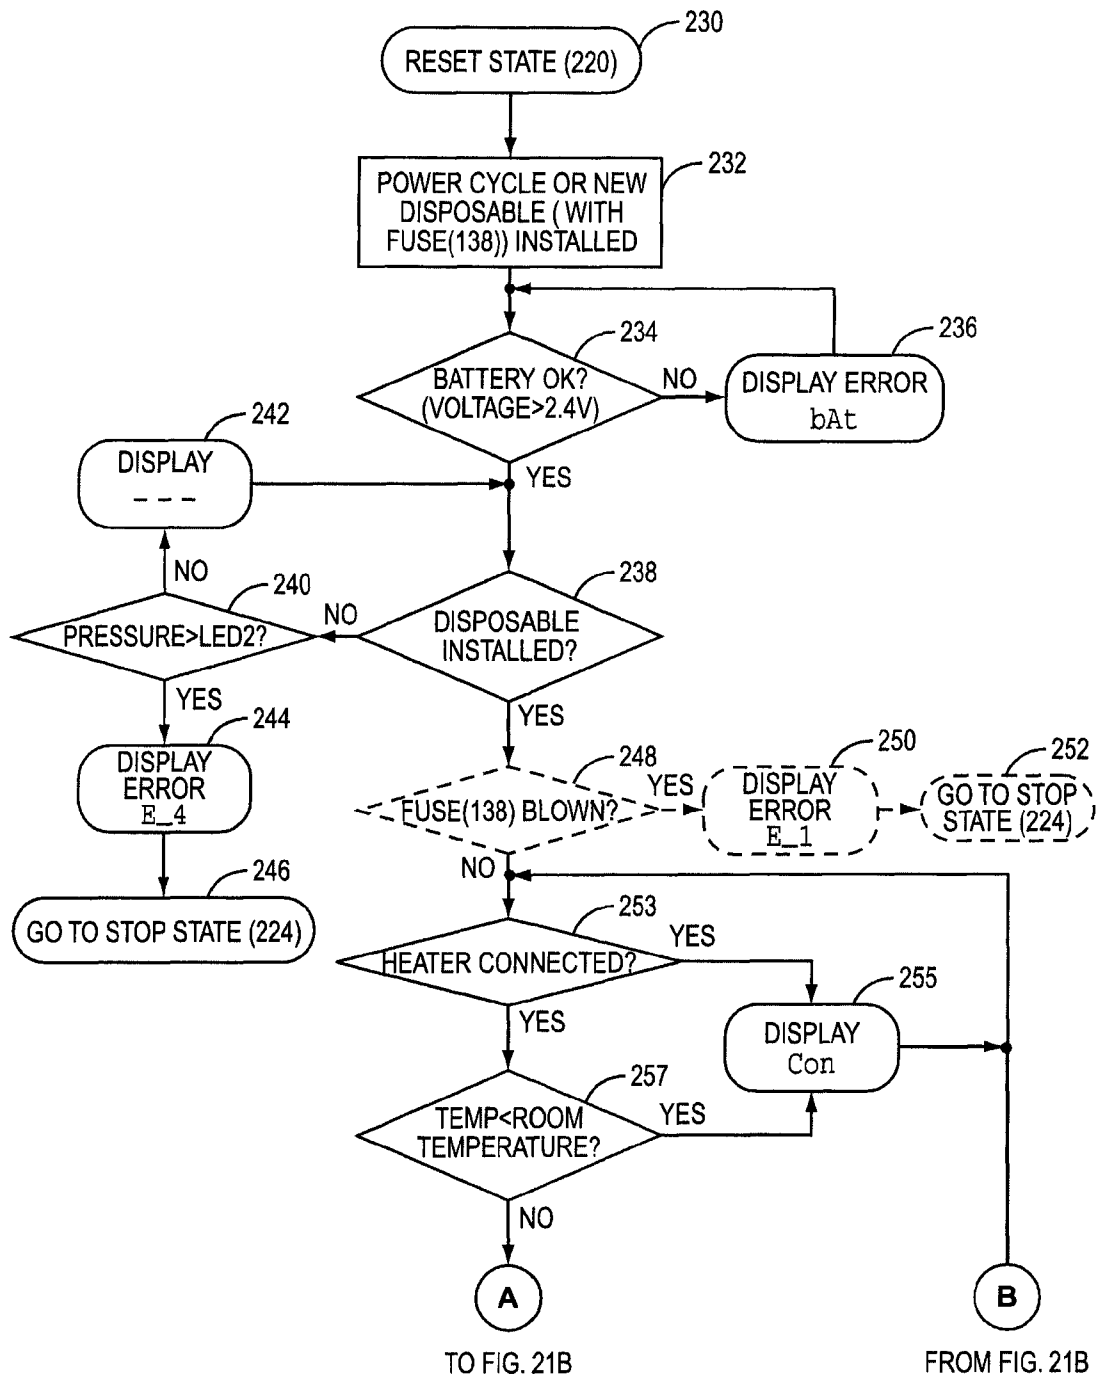 230
RESET STATE (220)
232
POWER CYCLE OR NEW
DISPOSABLE ( WITH
FUSE(138)) INSTALLED
234
BATTERY OK?
(VOLTAGE>2.4V)
NO
236
DISPLAY ERROR
bAt
YES
242
DISPLAY
– – –
NO
240
PRESSURE>LED2?
NO
238
DISPOSABLE
INSTALLED?
YES
YES
244
DISPLAY
ERROR
E_4
246
GO TO STOP STATE (224)
248
FUSE(138) BLOWN?
YES
250
DISPLAY
ERROR
E_1
252
GO TO STOP
STATE (224)
NO
253
HEATER CONNECTED?
YES
YES
255
DISPLAY
Con
257
TEMP<ROOM
TEMPERATURE?
YES
NO
A
B
TO FIG. 21B
FROM FIG. 21B